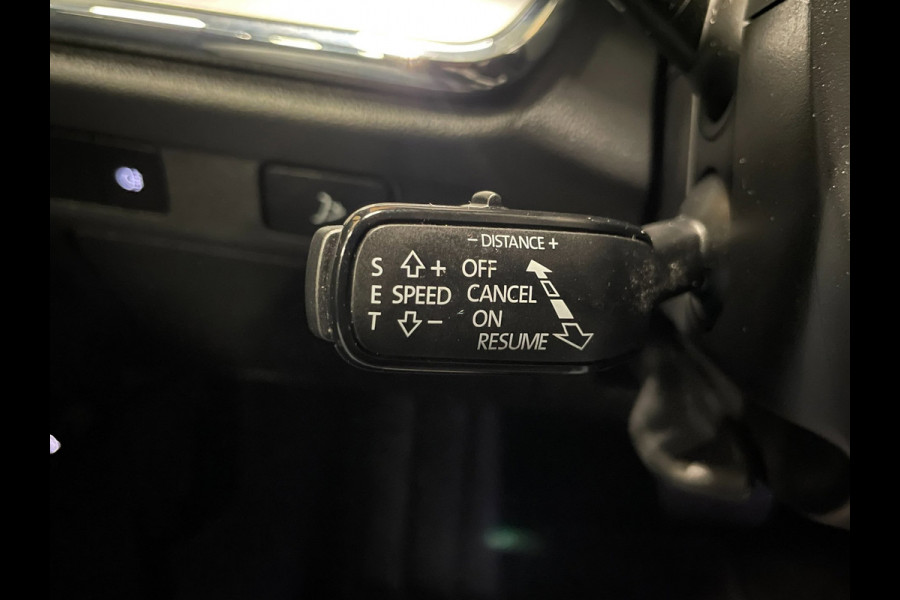 − DISTANCE +
S + OFF
E SPEED CANCEL
T − ON
RESUME